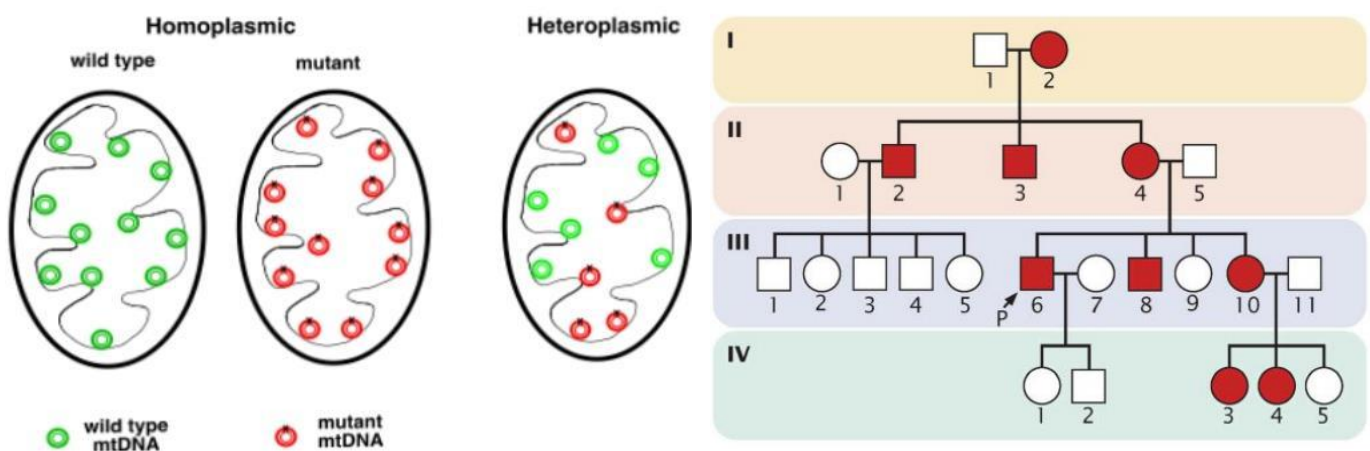 Homoplasmic
Heteroplasmic
wild type
mutant
wild type
mtDNA
mutant
mtDNA
I
1 2
II
1 2 3 4 5
III
1 2 3 4 5 6 7 8 9 10 11
P
IV
1 2 3 4 5